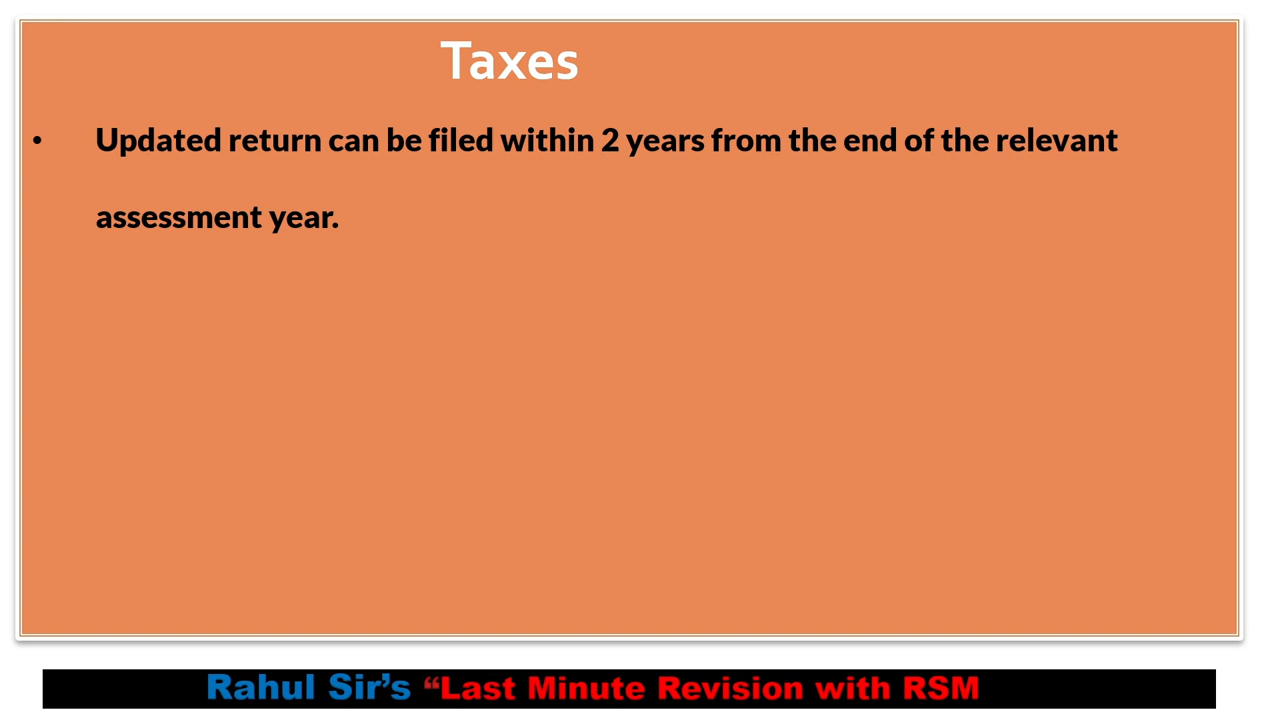 Taxes
• Updated return can be filed within 2 years from the end of the relevant
assessment year.
Rahul Sir’s “Last Minute Revision with RSM